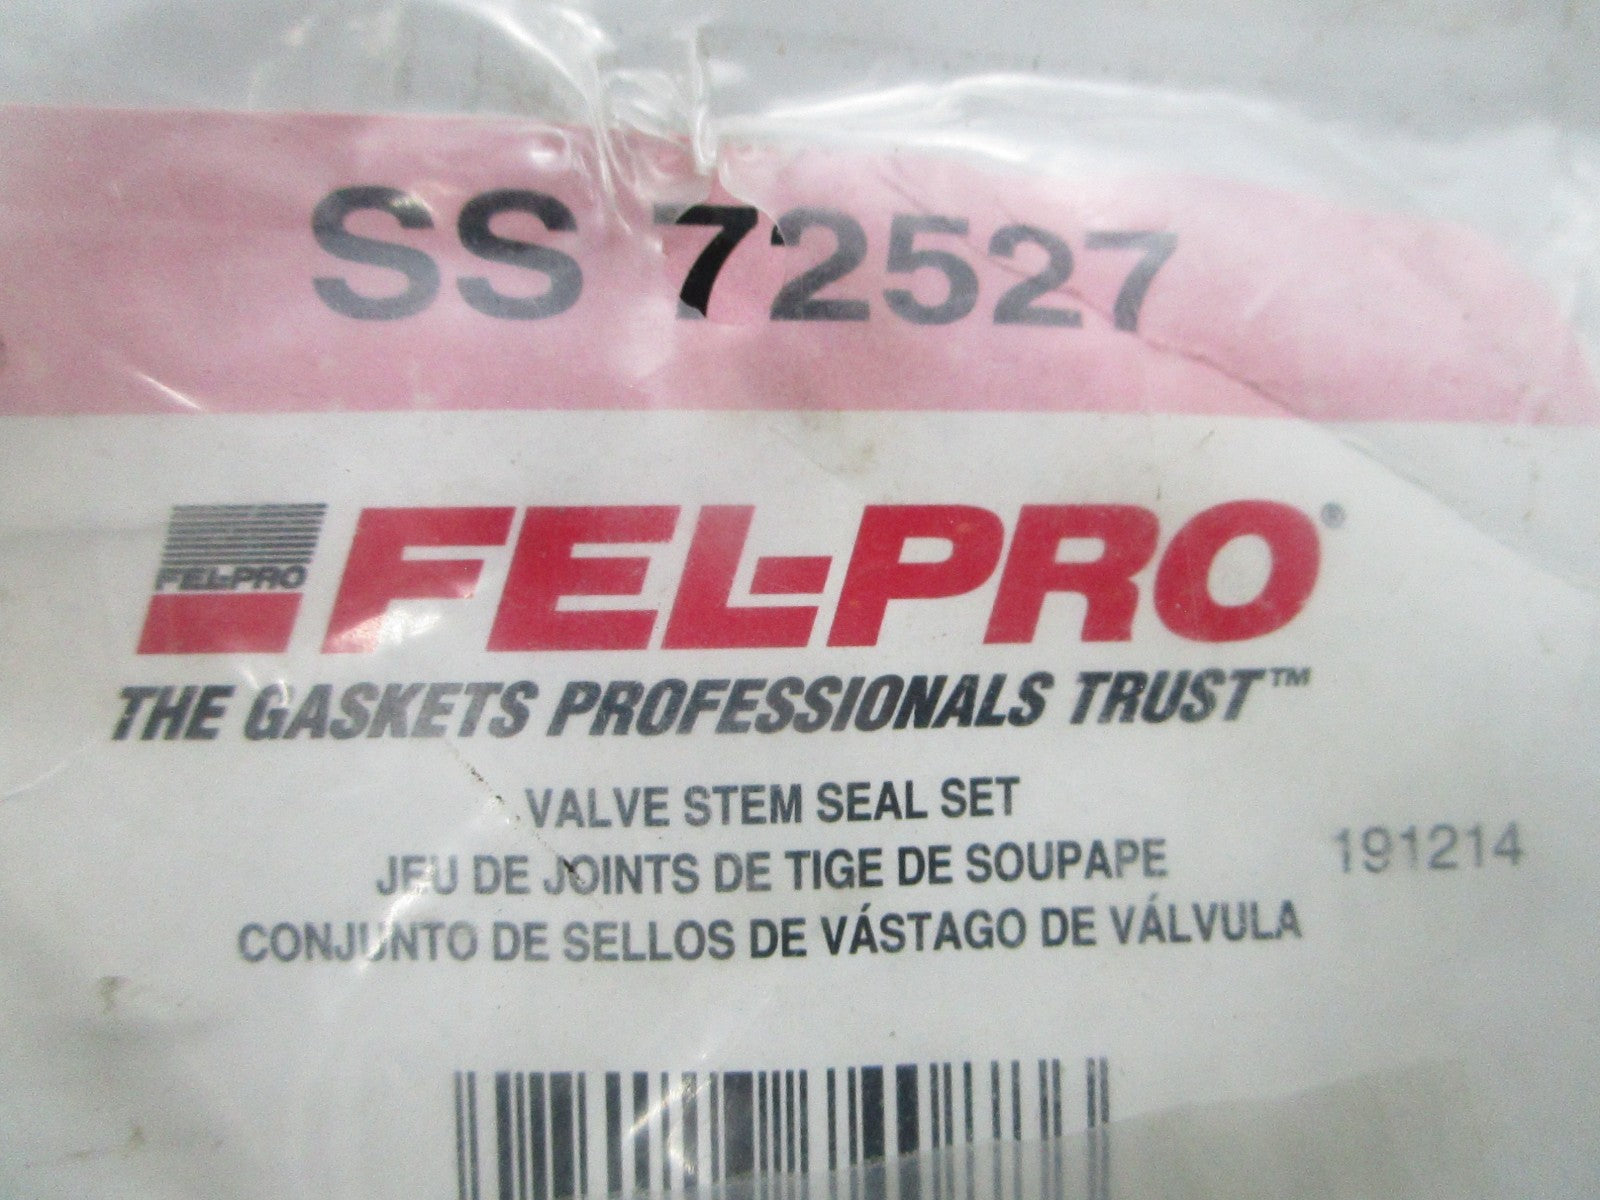 SS 72527
FEL-PRO
FEL-PRO®
THE GASKETS PROFESSIONALS TRUST™
VALVE STEM SEAL SET
JEU DE JOINTS DE TIGE DE SOUPAPE
191214
CONJUNTO DE SELLOS DE VÁSTAGO DE VÁLVULA